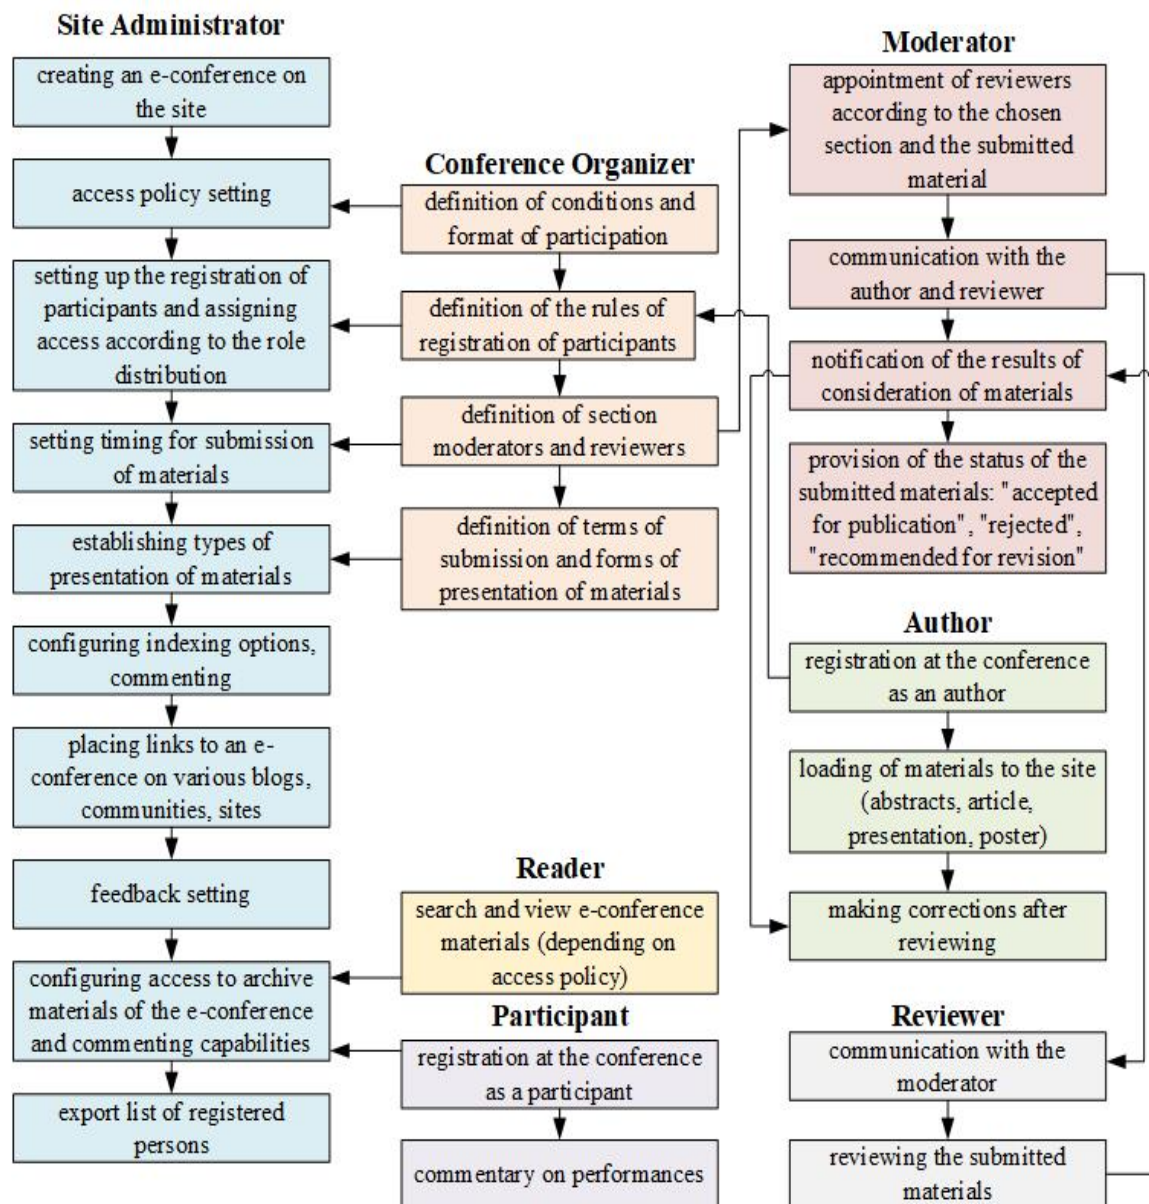 Site Administrator
creating an e-conference on
the site
access policy setting
setting up the registration of
participants and assigning
access according to the role
distribution
setting timing for submission
of materials
establishing types of
presentation of materials
configuring indexing options,
commenting
placing links to an e-
conference on various blogs,
communities, sites
feedback setting
configuring access to archive
materials of the e-conference
and commenting capabilities
export list of registered
persons
Conference Organizer
definition of conditions and
format of participation
definition of the rules of
registration of participants
definition of section
moderators and reviewers
definition of terms of
submission and forms of
presentation of materials
Reader
search and view e-conference
materials (depending on
access policy)
Participant
registration at the conference
as a participant
commentary on performances
Moderator
appointment of reviewers
according to the chosen
section and the submitted
material
communication with the
author and reviewer
notification of the results of
consideration of materials
provision of the status of the
submitted materials: "accepted
for publication", "rejected",
"recommended for revision"
Author
registration at the conference
as an author
loading of materials to the site
(abstracts, article,
presentation, poster)
making corrections after
reviewing
Reviewer
communication with the
moderator
reviewing the submitted
materials